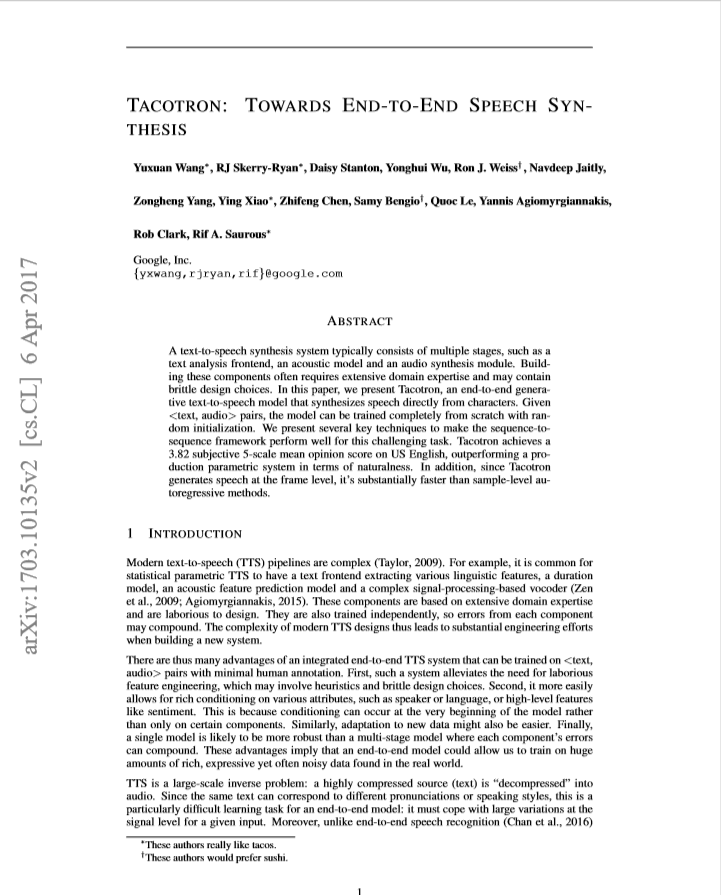 TACOTRON: TOWARDS END-TO-END SPEECH SYN-
THESIS
Yuxuan Wang*, RJ Skerry-Ryan*, Daisy Stanton, Yonghui Wu, Ron J. Weiss†, Navdeep Jaitly,
Zongheng Yang, Ying Xiao*, Zhifeng Chen, Samy Bengio†, Quoc Le, Yannis Agiomyrgiannakis,
Rob Clark, Rif A. Saurous*
Google, Inc.
{yxwang,rjryan,rif}@google.com
ABSTRACT
A text-to-speech synthesis system typically consists of multiple stages, such as a
text analysis frontend, an acoustic model and an audio synthesis module. Build-
ing these components often requires extensive domain expertise and may contain
brittle design choices. In this paper, we present Tacotron, an end-to-end genera-
tive text-to-speech model that synthesizes speech directly from characters. Given
<text, audio> pairs, the model can be trained completely from scratch with ran-
dom initialization. We present several key techniques to make the sequence-to-
sequence framework perform well for this challenging task. Tacotron achieves a
3.82 subjective 5-scale mean opinion score on US English, outperforming a pro-
duction parametric system in terms of naturalness. In addition, since Tacotron
generates speech at the frame level, it's substantially faster than sample-level au-
toregressive methods.
1 INTRODUCTION
Modern text-to-speech (TTS) pipelines are complex (Taylor, 2009). For example, it is common for
statistical parametric TTS to have a text frontend extracting various linguistic features, a duration
model, an acoustic feature prediction model and a complex signal-processing-based vocoder (Zen
et al., 2009; Agiomyrgiannakis, 2015). These components are based on extensive domain expertise
and are laborious to design. They are also trained independently, so errors from each component
may compound. The complexity of modern TTS designs thus leads to substantial engineering efforts
when building a new system.
There are thus many advantages of an integrated end-to-end TTS system that can be trained on <text,
audio> pairs with minimal human annotation. First, such a system alleviates the need for laborious
feature engineering, which may involve heuristics and brittle design choices. Second, it more easily
allows for rich conditioning on various attributes, such as speaker or language, or high-level features
like sentiment. This is because conditioning can occur at the very beginning of the model rather
than only on certain components. Similarly, adaptation to new data might also be easier. Finally,
a single model is likely to be more robust than a multi-stage model where each component's errors
can compound. These advantages imply that an end-to-end model could allow us to train on huge
amounts of rich, expressive yet often noisy data found in the real world.
TTS is a large-scale inverse problem: a highly compressed source (text) is “decompressed” into
audio. Since the same text can correspond to different pronunciations or speaking styles, this is a
particularly difficult learning task for an end-to-end model: it must cope with large variations at the
signal level for a given input. Moreover, unlike end-to-end speech recognition (Chan et al., 2016)
*These authors really like tacos.
†These authors would prefer sushi.
1
arXiv:1703.10135v2 [cs.CL] 6 Apr 2017